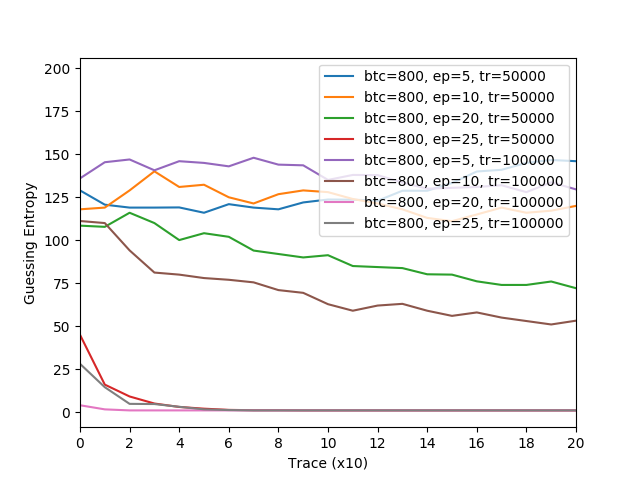 200
175
150
125
100
75
50
25
0
Guessing Entropy
btc=800, ep=5, tr=50000
btc=800, ep=10, tr=50000
btc=800, ep=20, tr=50000
btc=800, ep=25, tr=50000
btc=800, ep=5, tr=100000
btc=800, ep=10, tr=100000
btc=800, ep=20, tr=100000
btc=800, ep=25, tr=100000
0 2 4 6 8 10 12 14 16 18 20
Trace (x10)